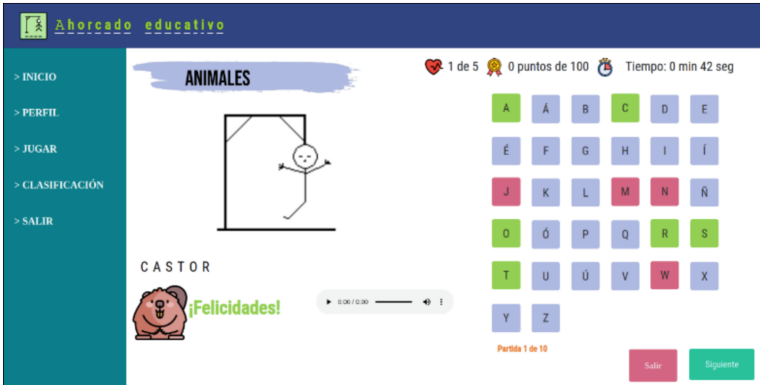 Ahorcado educativo
> INICIO
> PERFIL
> JUGAR
> CLASIFICACIÓN
> SALIR
ANIMALES
1 de 5 0 puntos de 100 Tiempo: 0 min 42 seg
A Á B C D E
É F G H I Í
J K L M N Ñ
O Ó P Q R S
T U Ú V W X
Y Z
CASTOR
¡Felicidades!
0:00 / 0:00
Partida 1 de 10
Salir Siguiente